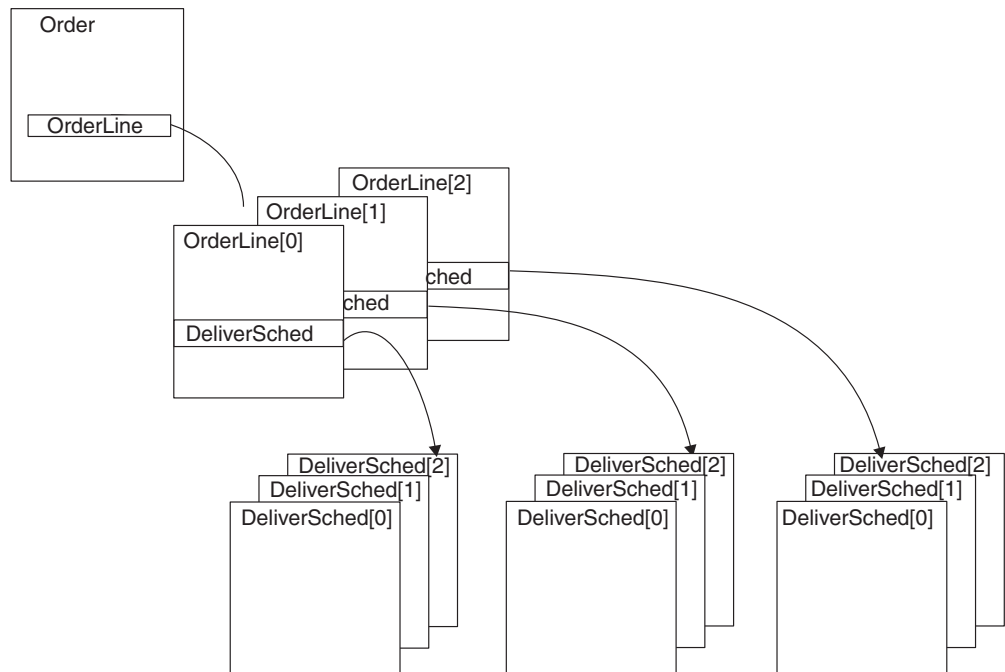 Order
OrderLine
OrderLine[2]
OrderLine[1]
OrderLine[0]
ched
ched
DeliverSched
DeliverSched[2]
DeliverSched[1]
DeliverSched[0]
DeliverSched[2]
DeliverSched[1]
DeliverSched[0]
DeliverSched[2]
DeliverSched[1]
DeliverSched[0]